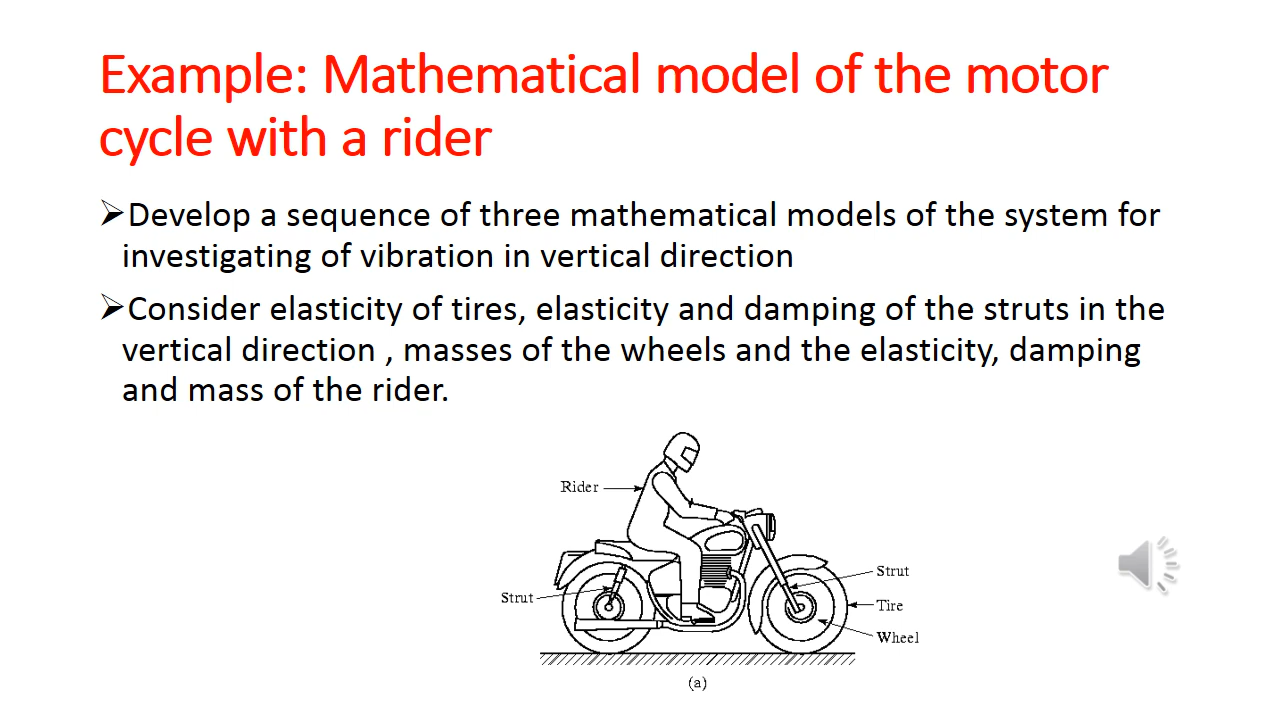 Example: Mathematical model of the motor
cycle with a rider
➢Develop a sequence of three mathematical models of the system for
investigating of vibration in vertical direction
➢Consider elasticity of tires, elasticity and damping of the struts in the
vertical direction , masses of the wheels and the elasticity, damping
and mass of the rider.
Rider
Strut
Strut
Tire
Wheel
(a)